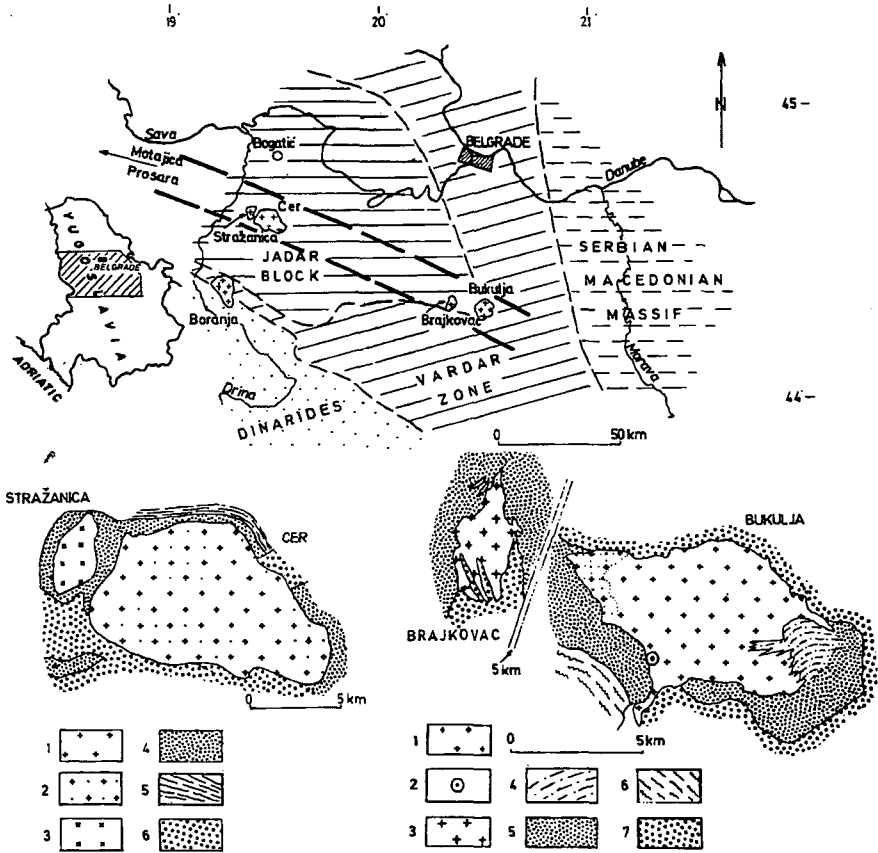 19
20
21
N
45 -
Sava
Bogatić
BELGRADE
Motajica
Prosara
Danube
Cer
Stražanica
JADAR
BLOCK
SERBIAN
MACEDONIAN
MASSIF
YUGOSLAVIA
BELGRADE
Bukulja
Boranja
Brajkovac
Morava
ADRIATIC
VARDAR
ZONE
Drina
DINARIDES
44 -
0 50 km
STRAŽANICA
CER
BUKULJA
BRAJKOVAC
5 km
0 5 km
1 4
2 5
3 6
1 0 5 km
2 4 6
3 5 7